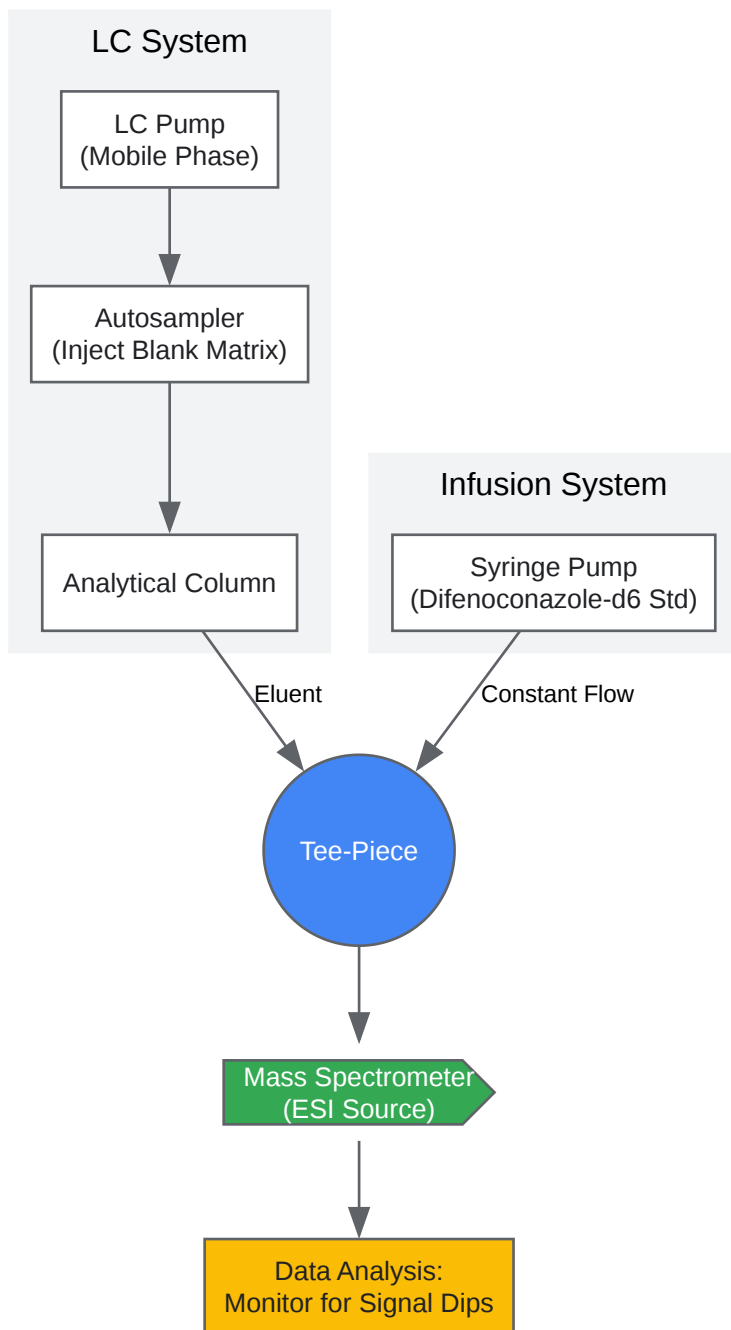 LC System
LC Pump
(Mobile Phase)
Autosampler
(Inject Blank Matrix)
Analytical Column
Infusion System
Syringe Pump
(Difenoconazole-d6 Std)
Eluent
Constant Flow
Tee-Piece
Mass Spectrometer
(ESI Source)
Data Analysis:
Monitor for Signal Dips